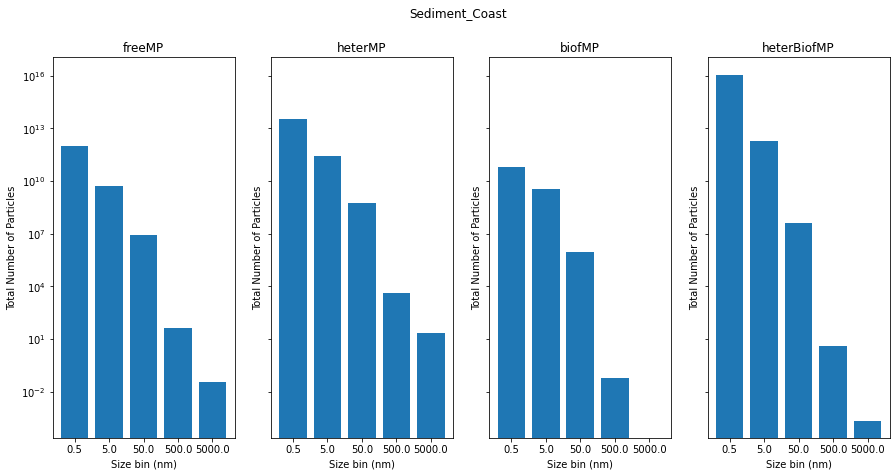 Sediment_Coast
freeMP
heterMP
biofMP
heterBiofMP
Total Number of Particles
10^16
10^13
10^10
10^7
10^4
10^1
10^−2
0.5 5.0 50.0 500.0 5000.0
Size bin (nm)
Total Number of Particles
0.5 5.0 50.0 500.0 5000.0
Size bin (nm)
Total Number of Particles
0.5 5.0 50.0 500.0 5000.0
Size bin (nm)
Total Number of Particles
0.5 5.0 50.0 500.0 5000.0
Size bin (nm)